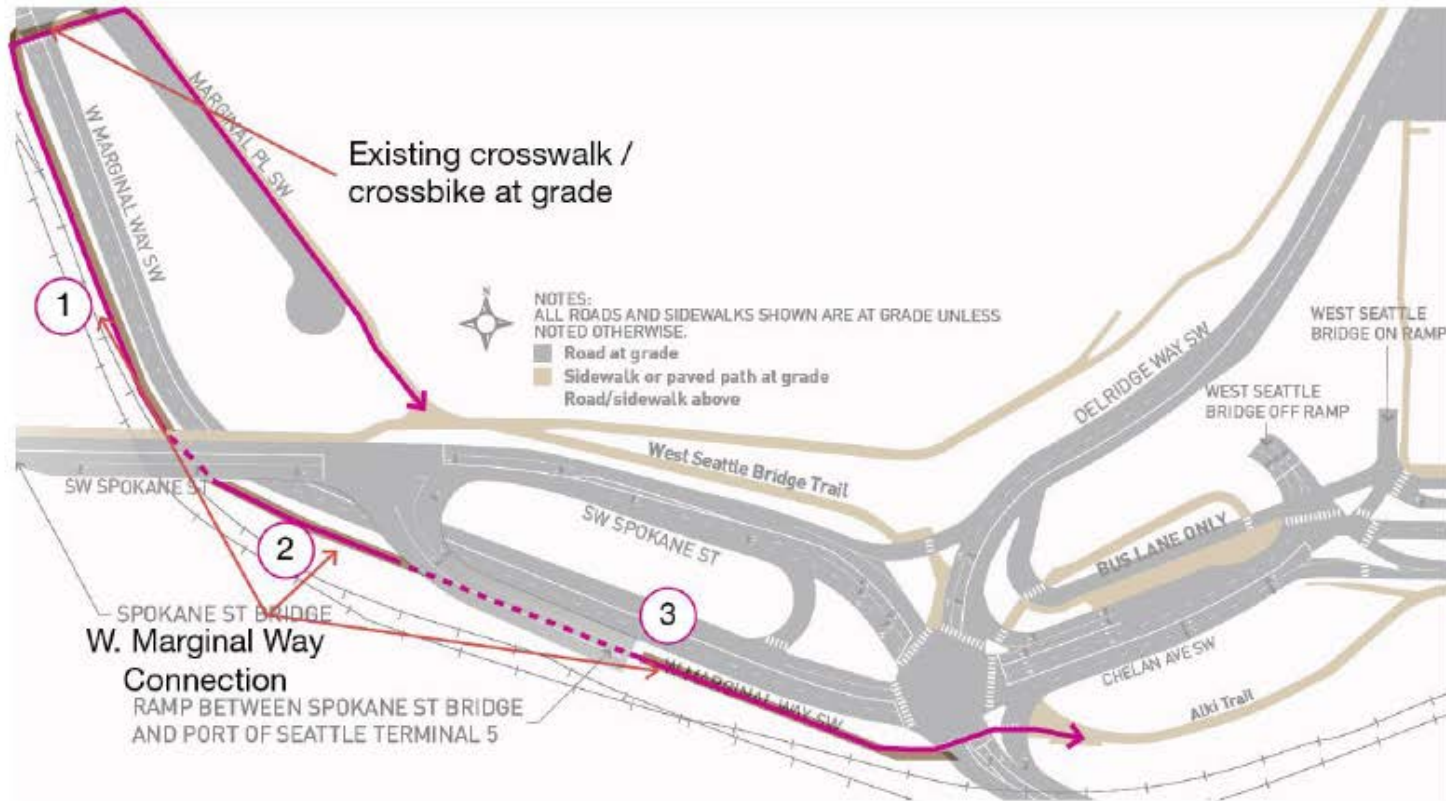 MARGINAL PL SW
W MARGINAL WAY SW
Existing crosswalk /
crossbike at grade
1
N
NOTES:
ALL ROADS AND SIDEWALKS SHOWN ARE AT GRADE UNLESS
NOTED OTHERWISE.
Road at grade
Sidewalk or paved path at grade
Road/sidewalk above
DELRIDGE WAY SW
WEST SEATTLE
BRIDGE ON RAMP
WEST SEATTLE
BRIDGE OFF RAMP
West Seattle Bridge Trail
SW SPOKANE ST
SW SPOKANE ST
2
BUS LANE ONLY
SPOKANE ST BRIDGE
3
W. Marginal Way
Connection
W MARGINAL WAY SW
CHELAN AVE SW
Alki Trail
RAMP BETWEEN SPOKANE ST BRIDGE
AND PORT OF SEATTLE TERMINAL 5